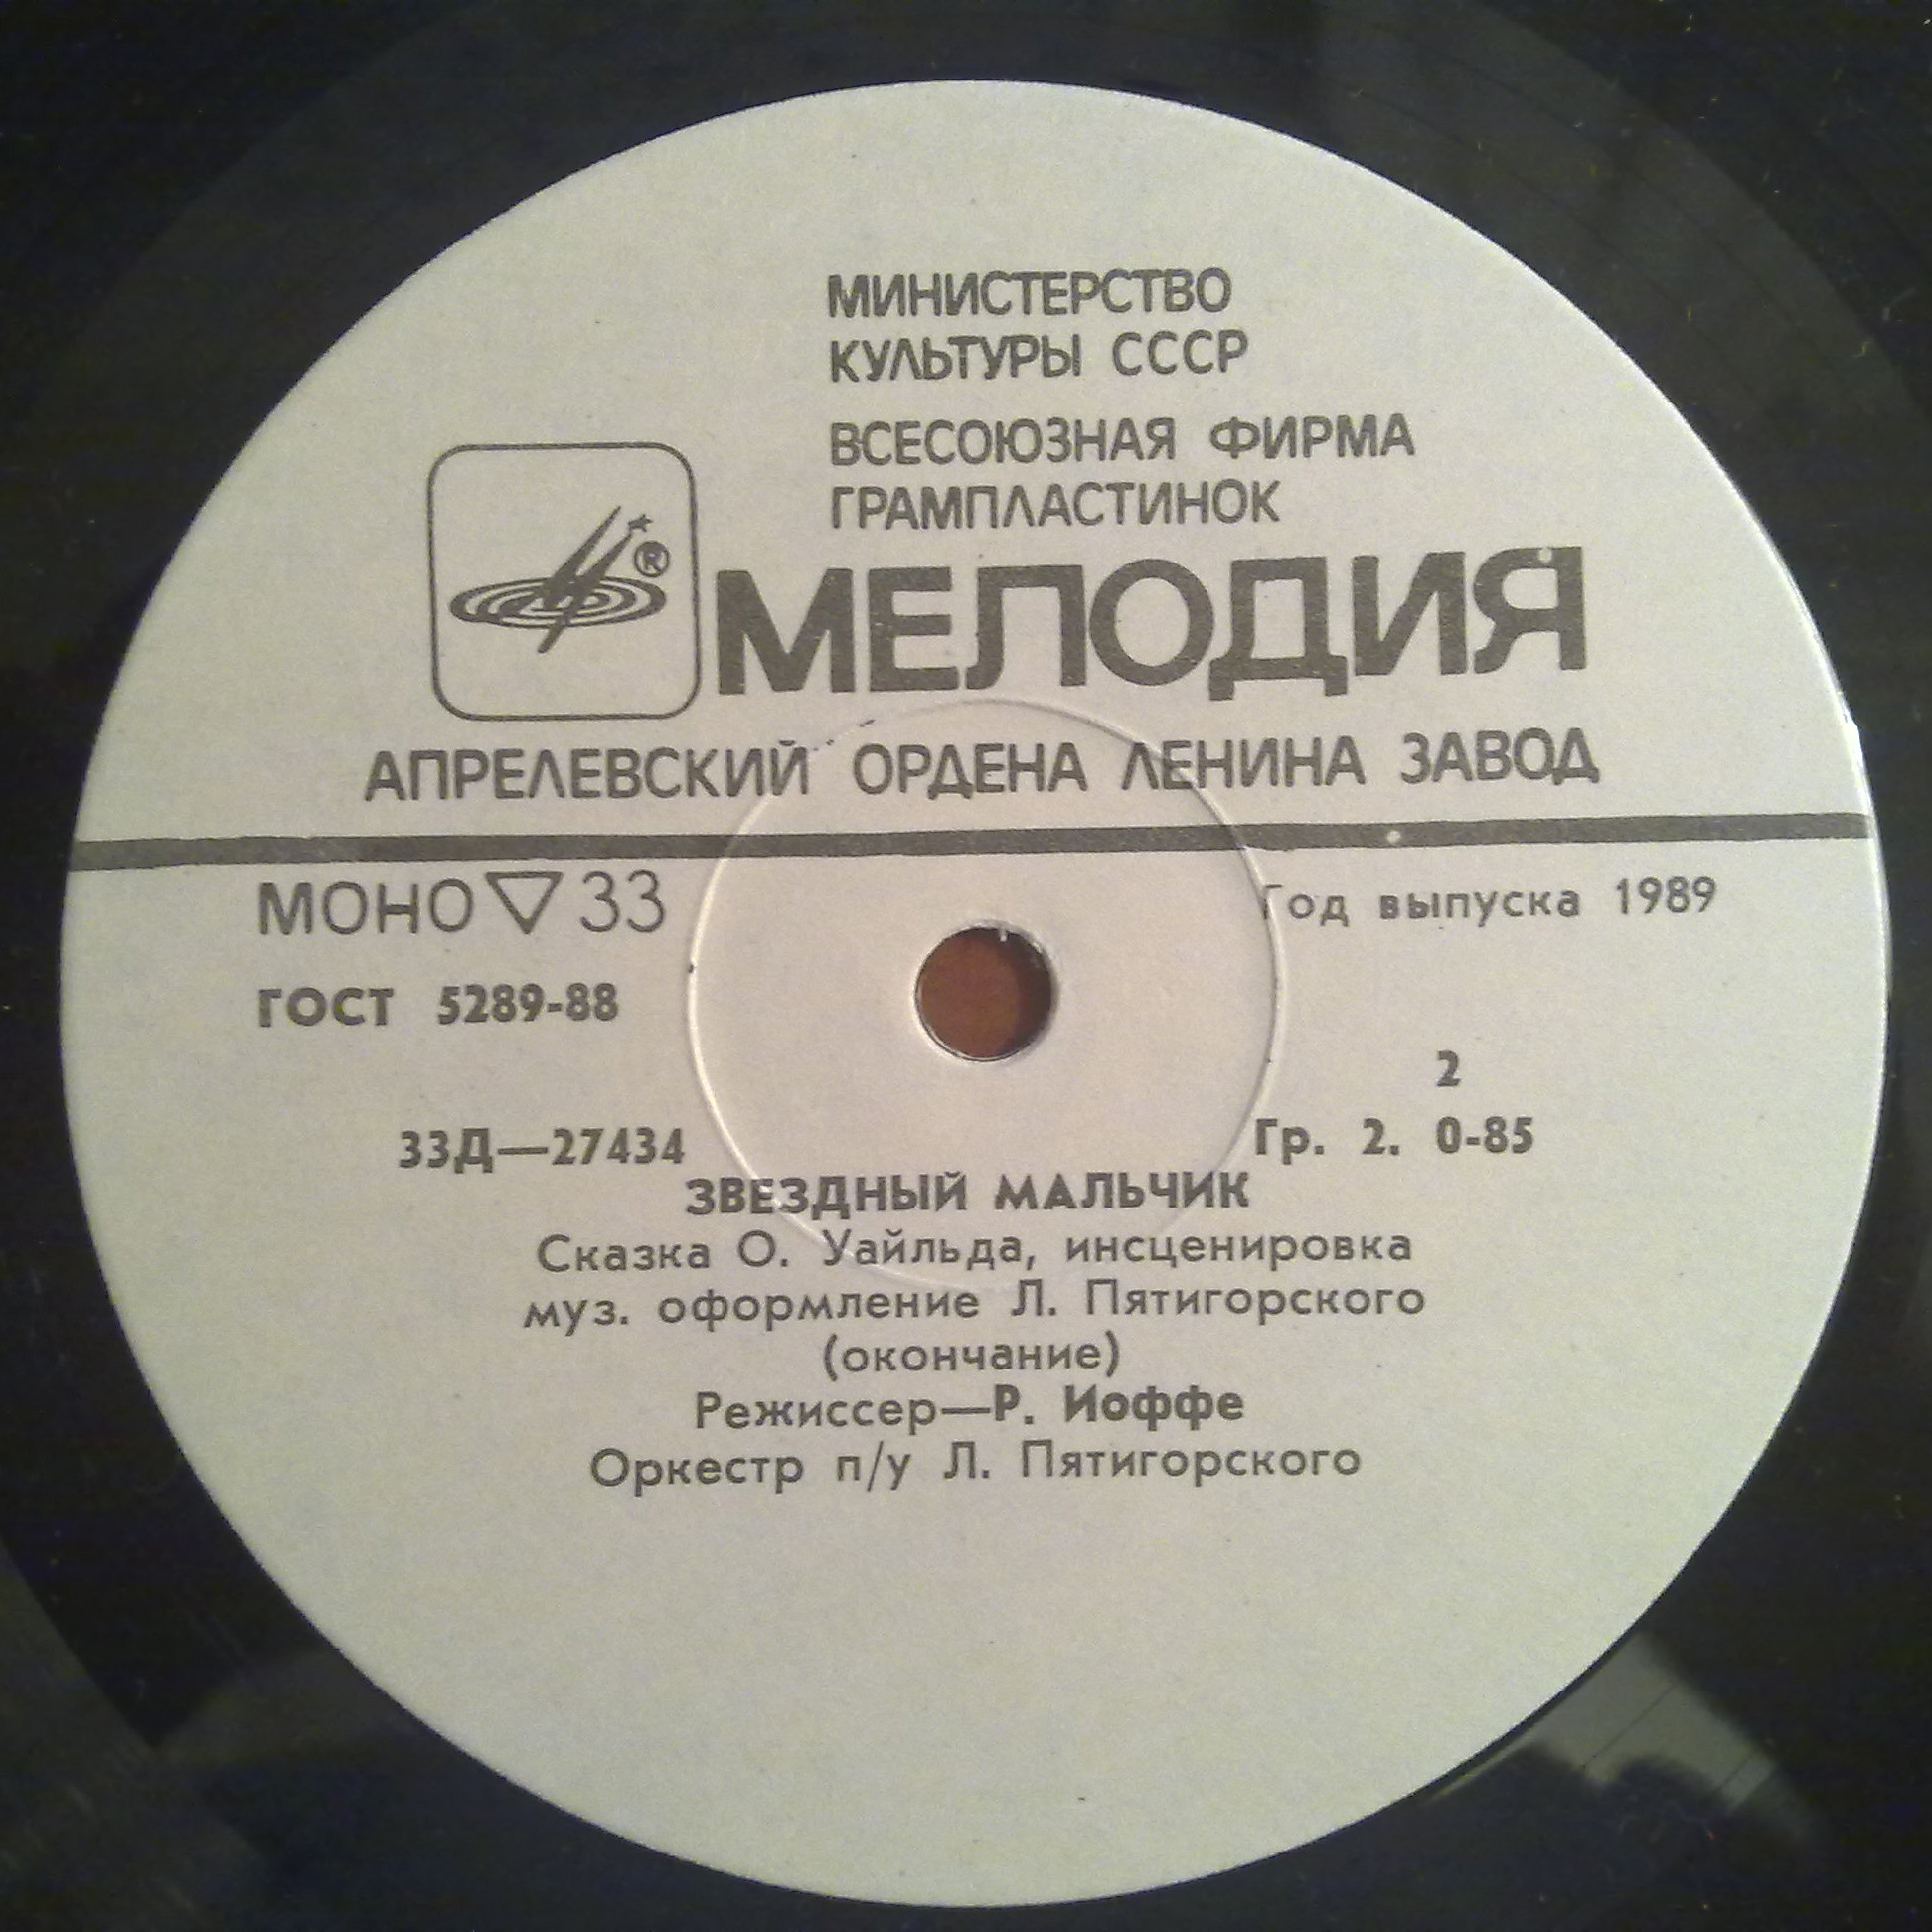 МИНИСТЕРСТВО
КУЛЬТУРЫ СССР
ВСЕСОЮЗНАЯ ФИРМА
ГРАМПЛАСТИНОК
® МЕЛОДИЯ
АПРЕЛЕВСКИЙ ОРДЕНА ЛЕНИНА ЗАВОД
МОНО ▽ 33
Год выпуска 1989
ГОСТ 5289-88
2
33Д—27434
Гр. 2. 0-85
ЗВЕЗДНЫЙ МАЛЬЧИК
Сказка О. Уайльда, инсценировка
муз. оформление Л. Пятигорского
(окончание)
Режиссер—Р. Иоффе
Оркестр п/у Л. Пятигорского